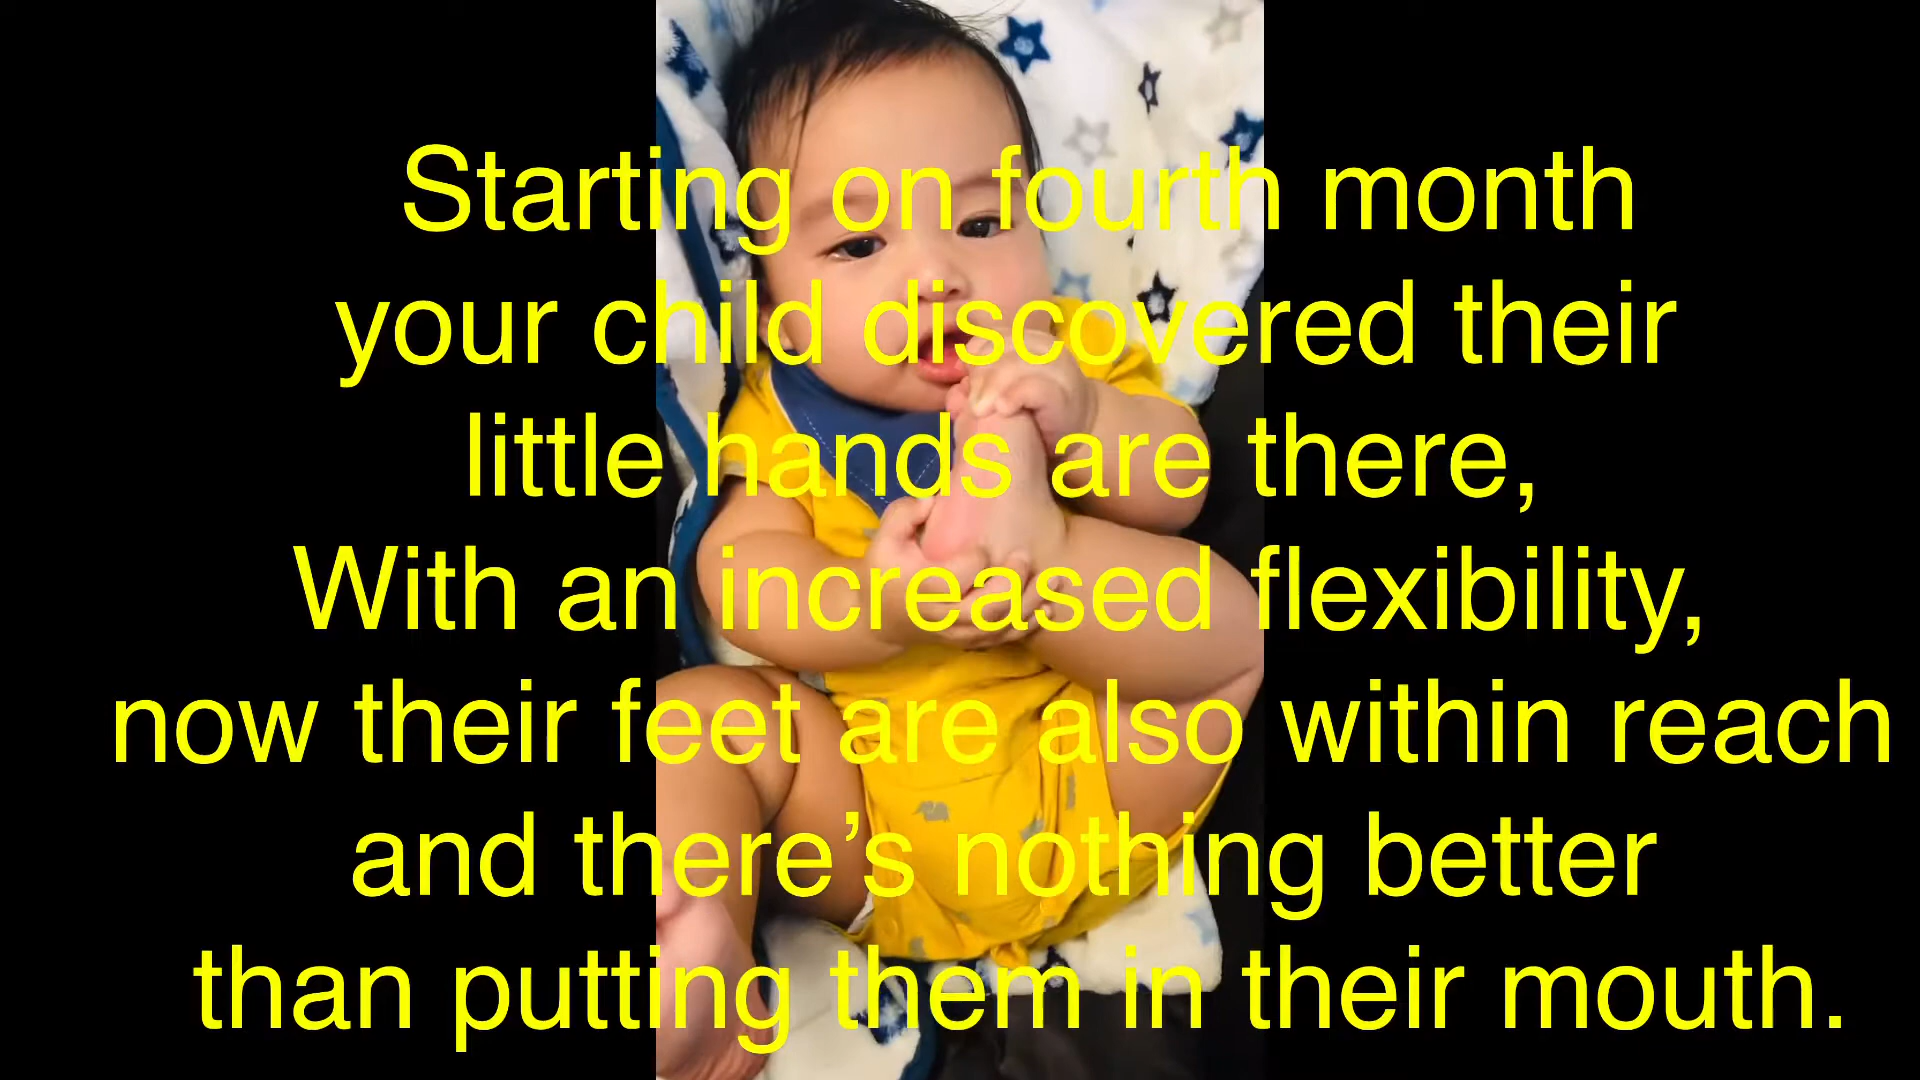 Starting on fourth month
your child discovered their
little hands are there,
With an increased flexibility,
now their feet are also within reach
and there’s nothing better
than putting them in their mouth.